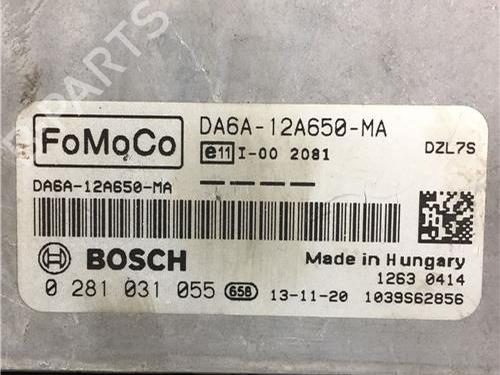 B-PARTS
FoMoCo
DA6A-12A650-MA
e11 I-00 2081
DZL7S
DA6A-12A650-MA
BOSCH
Made in Hungary
1263 0414
0 281 031 055 658 13-11-20 1039S62856